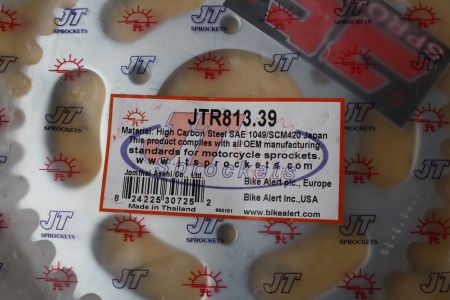 JT
SPROCKETS
JTR813.39
Material: High Carbon Steel SAE 1049/SCM420 Japan
This product complies with all OEM manufacturing
standards for motorcycle sprockets.
www.jtsprockets.com
Jomthai Asahi Co., Ltd
Bike Alert plc., Europe
8 24225 30725 2
Bike Alert Inc.,USA
Made in Thailand
www.bikealert.com